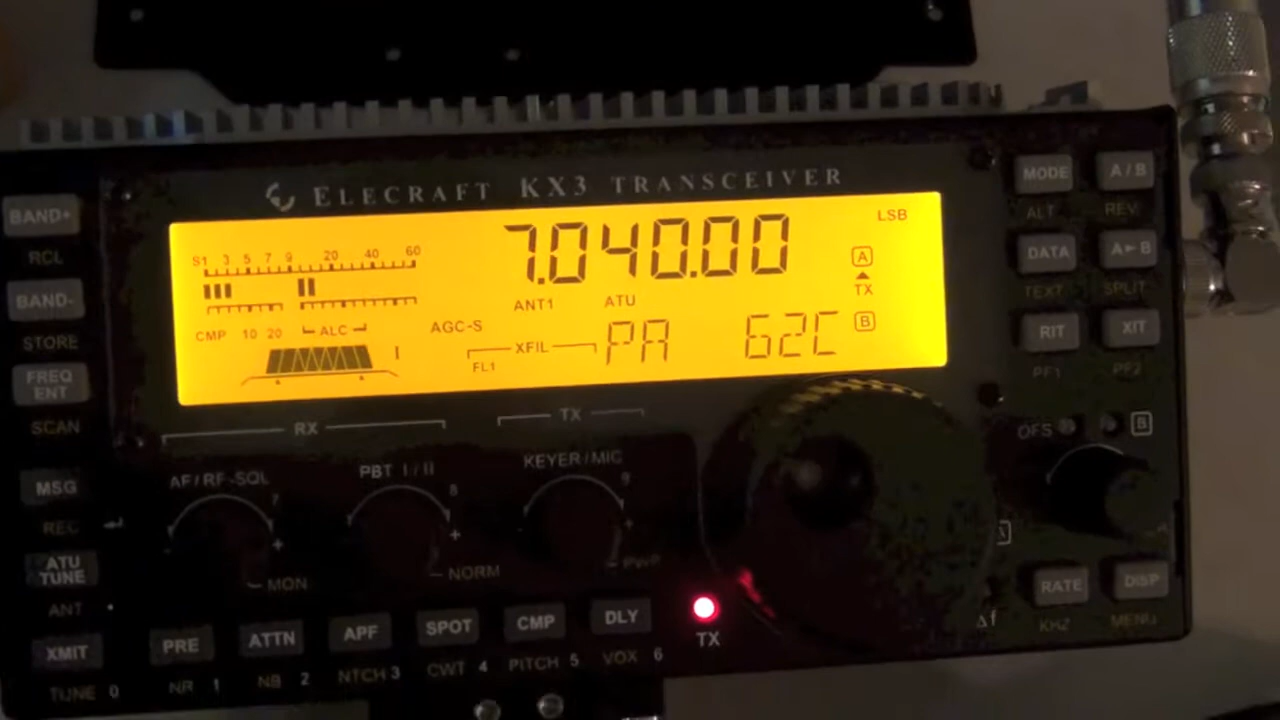 ELECRAFT KX3 TRANSCEIVER
BAND+
RCL
BAND-
STORE
FREQ
ENT
SCAN
MSG
REC
ATU
TUNE
ANT
XMIT
TUNE 0
S1 3 5 7 9 20 40 60
CMP 10 20 ALC
AGC-S
7.040.00
LSB
ANT1 ATU
A
TX
B
XFIL
FL1
PA 62C
MODE
A/B
ALT
REV
DATA
A►B
TEXT
SPLIT
RIT
XIT
PF1
PF2
OFS
B
RX
TX
AF/RF-SQL
PBT I/II
KEYER/MIC
7
8
9
- +
- +
- +
MON
NORM
PWR
PRE
ATTN
APF
SPOT
CMP
DLY
NR 1
NB 2
NTCH 3
CWT 4
PITCH 5
VOX 6
TX
RATE
DISP
Δf
KHZ
MENU